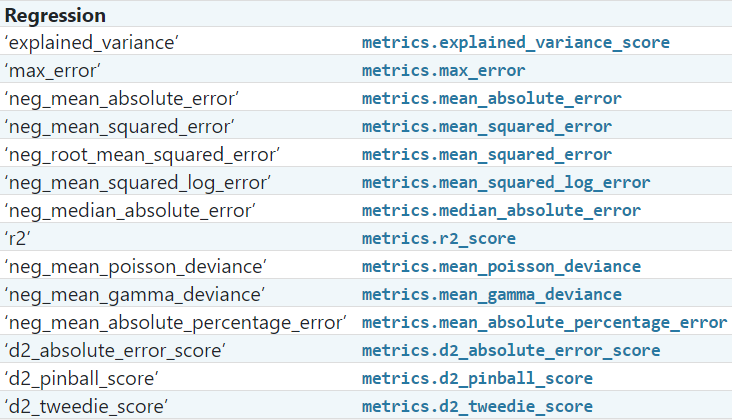 Regression
‘explained_variance’ metrics.explained_variance_score
‘max_error’ metrics.max_error
‘neg_mean_absolute_error’ metrics.mean_absolute_error
‘neg_mean_squared_error’ metrics.mean_squared_error
‘neg_root_mean_squared_error’ metrics.mean_squared_error
‘neg_mean_squared_log_error’ metrics.mean_squared_log_error
‘neg_median_absolute_error’ metrics.median_absolute_error
‘r2’ metrics.r2_score
‘neg_mean_poisson_deviance’ metrics.mean_poisson_deviance
‘neg_mean_gamma_deviance’ metrics.mean_gamma_deviance
‘neg_mean_absolute_percentage_error’ metrics.mean_absolute_percentage_error
‘d2_absolute_error_score’ metrics.d2_absolute_error_score
‘d2_pinball_score’ metrics.d2_pinball_score
‘d2_tweedie_score’ metrics.d2_tweedie_score